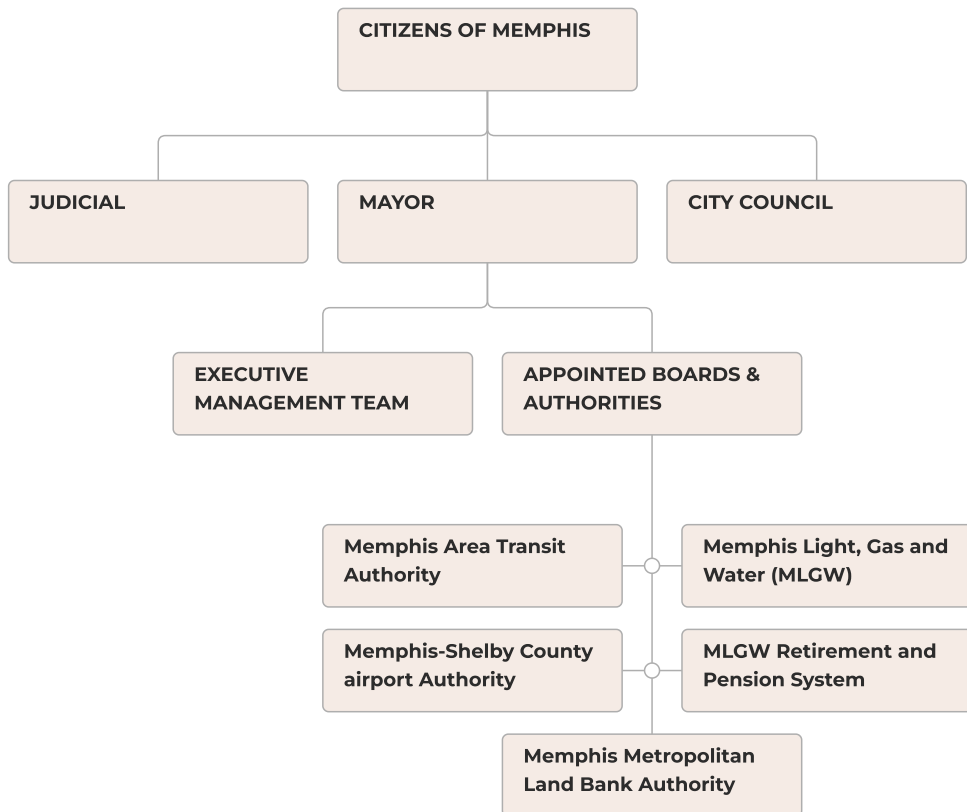 CITIZENS OF MEMPHIS
JUDICIAL
MAYOR
CITY COUNCIL
EXECUTIVE
MANAGEMENT TEAM
APPOINTED BOARDS &
AUTHORITIES
Memphis Area Transit
Authority
Memphis Light, Gas and
Water (MLGW)
Memphis-Shelby County
airport Authority
MLGW Retirement and
Pension System
Memphis Metropolitan
Land Bank Authority